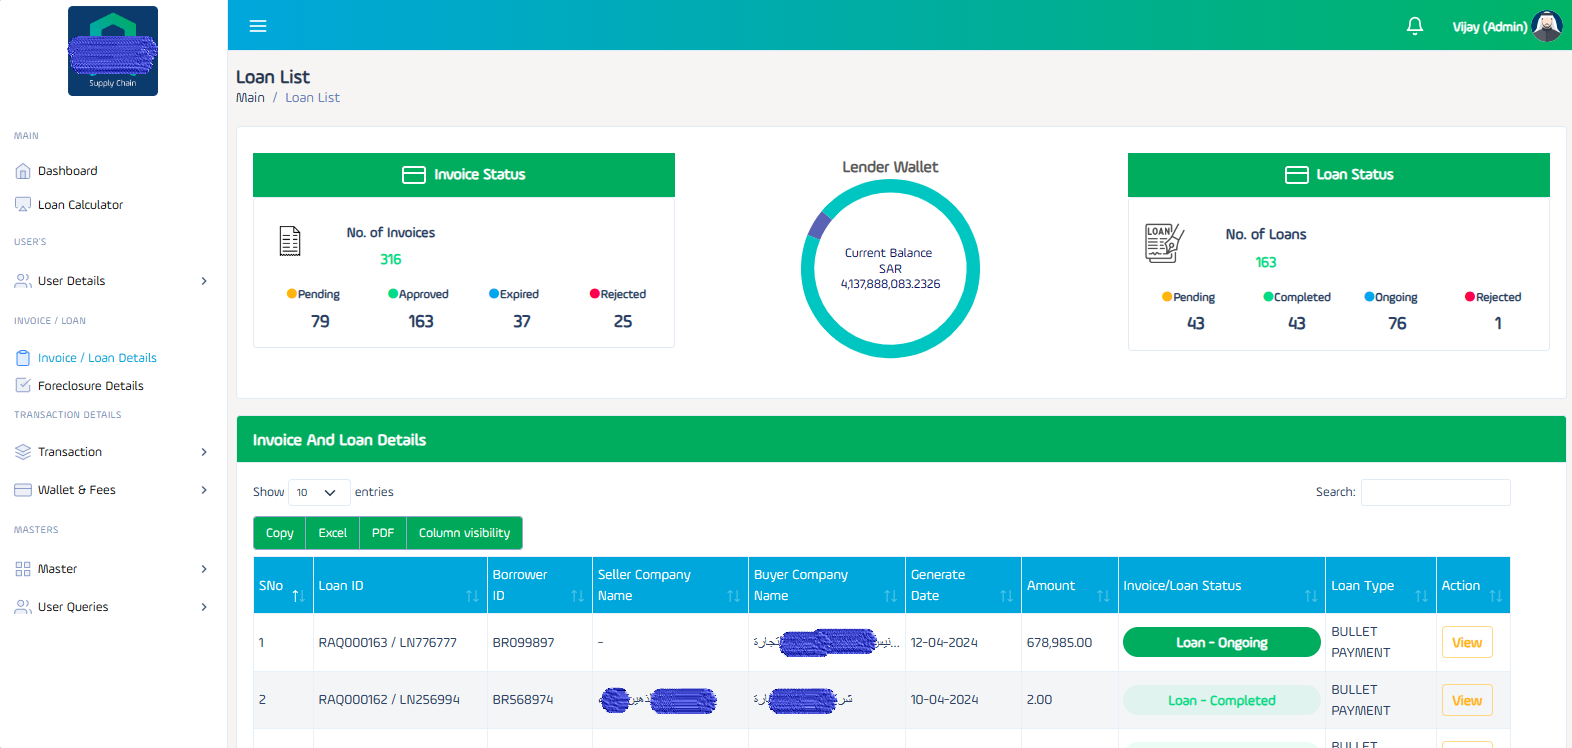 Supply Chain
Vijay (Admin)
Loan List
Main / Loan List
MAIN
Dashboard
Loan Calculator
USER'S
User Details
INVOICE / LOAN
Invoice / Loan Details
Foreclosure Details
TRANSACTION DETAILS
Transaction
Wallet & Fees
MASTERS
Master
User Queries
Invoice Status
No. of Invoices
316
Pending Approved Expired Rejected
79 163 37 25
Lender Wallet
Current Balance
SAR
4,137,888,083.2326
Loan Status
LOAN
No. of Loans
163
Pending Completed Ongoing Rejected
43 43 76 1
Invoice And Loan Details
Show 10 entries
Search:
Copy Excel PDF Column visibility
SNo Loan ID Borrower ID Seller Company Name Buyer Company Name Generate Date Amount Invoice/Loan Status Loan Type Action
1 RAQ000163 / LN776777 BR099897 - 12-04-2024 678,985.00 Loan - Ongoing BULLET PAYMENT View
2 RAQ000162 / LN256994 BR568974 10-04-2024 2.00 Loan - Completed BULLET PAYMENT View
BULLET